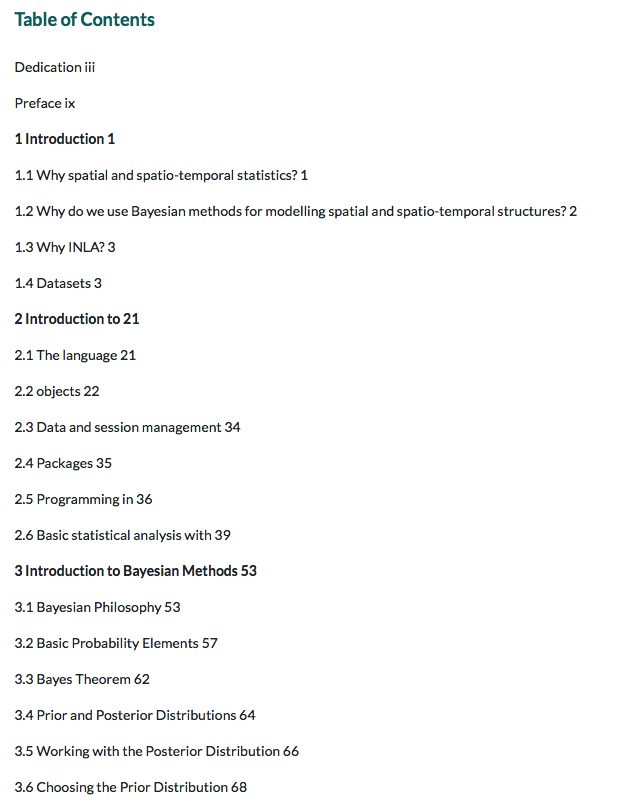 Table of Contents
Dedication iii
Preface ix
1 Introduction 1
1.1 Why spatial and spatio-temporal statistics? 1
1.2 Why do we use Bayesian methods for modelling spatial and spatio-temporal structures? 2
1.3 Why INLA? 3
1.4 Datasets 3
2 Introduction to 21
2.1 The language 21
2.2 objects 22
2.3 Data and session management 34
2.4 Packages 35
2.5 Programming in 36
2.6 Basic statistical analysis with 39
3 Introduction to Bayesian Methods 53
3.1 Bayesian Philosophy 53
3.2 Basic Probability Elements 57
3.3 Bayes Theorem 62
3.4 Prior and Posterior Distributions 64
3.5 Working with the Posterior Distribution 66
3.6 Choosing the Prior Distribution 68